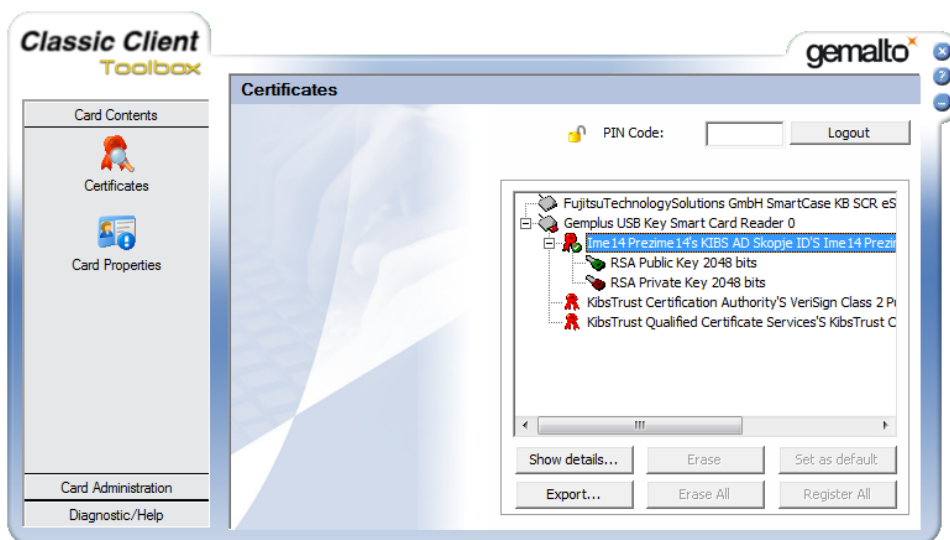 Classic Client
Toolbox
gemalto
Certificates
Card Contents
Certificates
Card Properties
Card Administration
Diagnostic/Help
PIN Code:
Logout
FujitsuTechnologySolutions GmbH SmartCase KB SCR eS
Gemplus USB Key Smart Card Reader 0
Ime14 Prezime14's KIBS AD Skopje ID'S Ime14 Prezir
RSA Public Key 2048 bits
RSA Private Key 2048 bits
KibsTrust Certification Authority'S VeriSign Class 2 Pu
KibsTrust Qualified Certificate Services'S KibsTrust C
Show details... Erase Set as default
Export... Erase All Register All